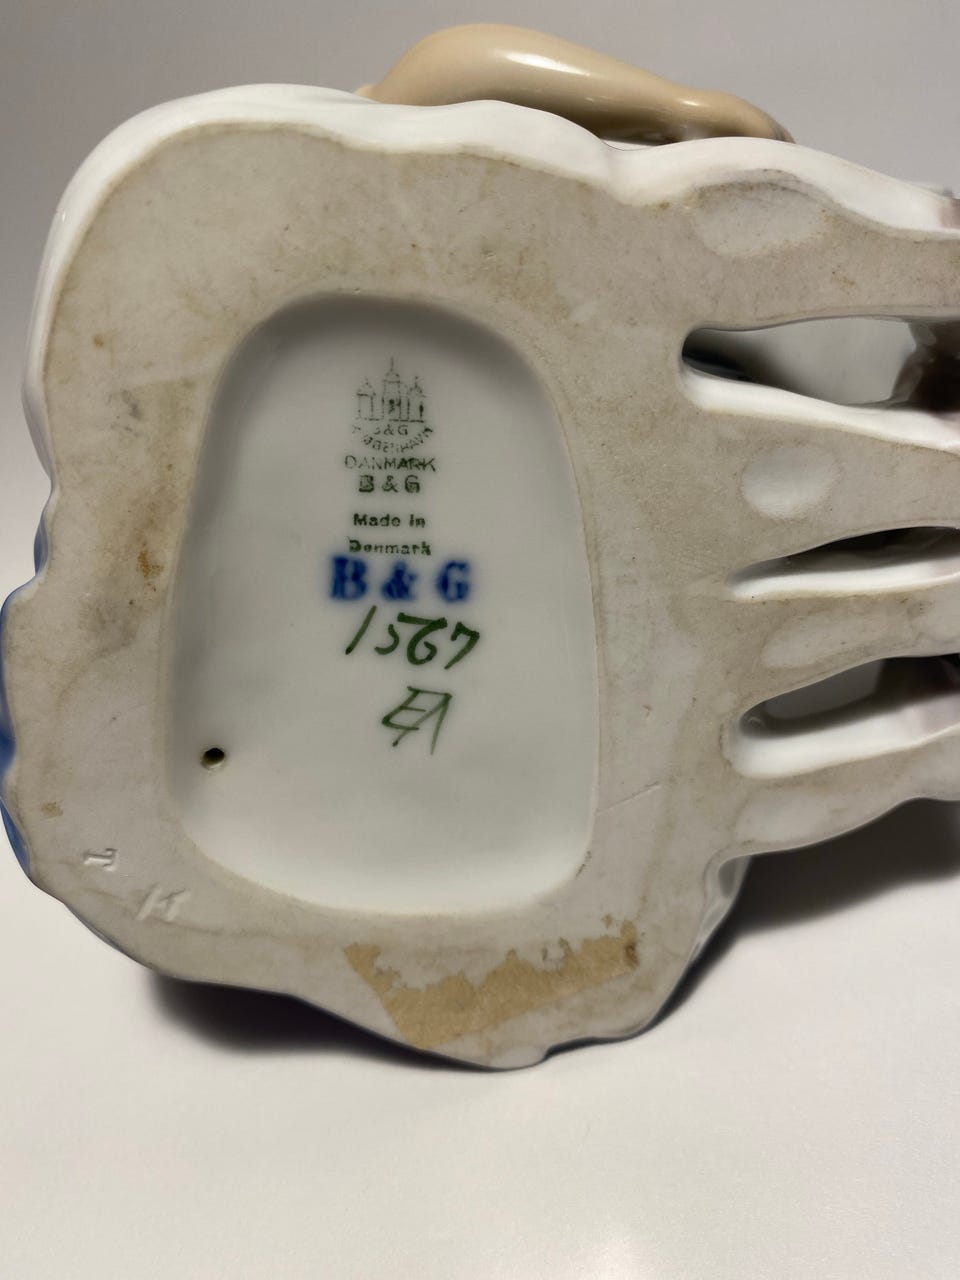 B&G
KJØBENHAVN
DANMARK
B & G
Made in
Denmark
B & G
1567